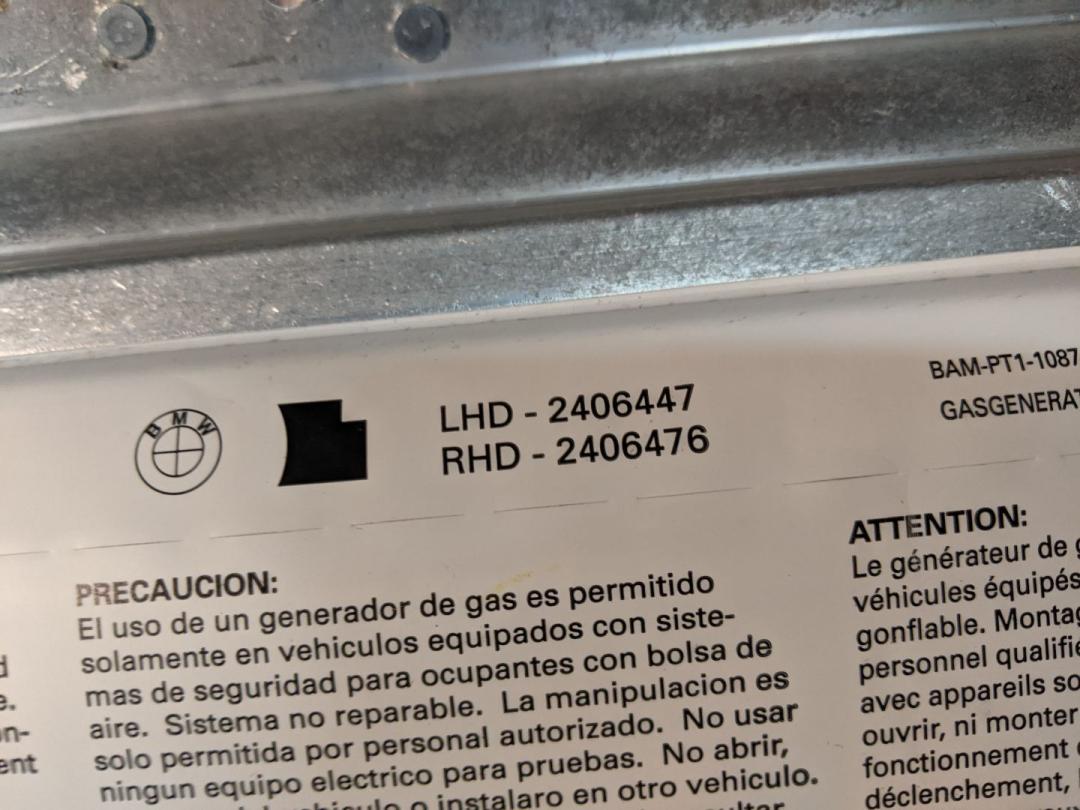 BMW
LHD - 2406447
RHD - 2406476
BAM-PT1-1087
GASGENERAT
PRECAUCION:
El uso de un generador de gas es permitido
solamente en vehiculos equipados con siste-
mas de seguridad para ocupantes con bolsa de
aire. Sistema no reparable. La manipulacion es
solo permitida por personal autorizado. No usar
ningun equipo electrico para pruebas. No abrir,
o instalaro en otro vehiculo.
ATTENTION:
Le générateur de g
véhicules équipés
gonflable. Montag
personnel qualifie
avec appareils so
ouvrir, ni monter
fonctionnement
déclenchement,